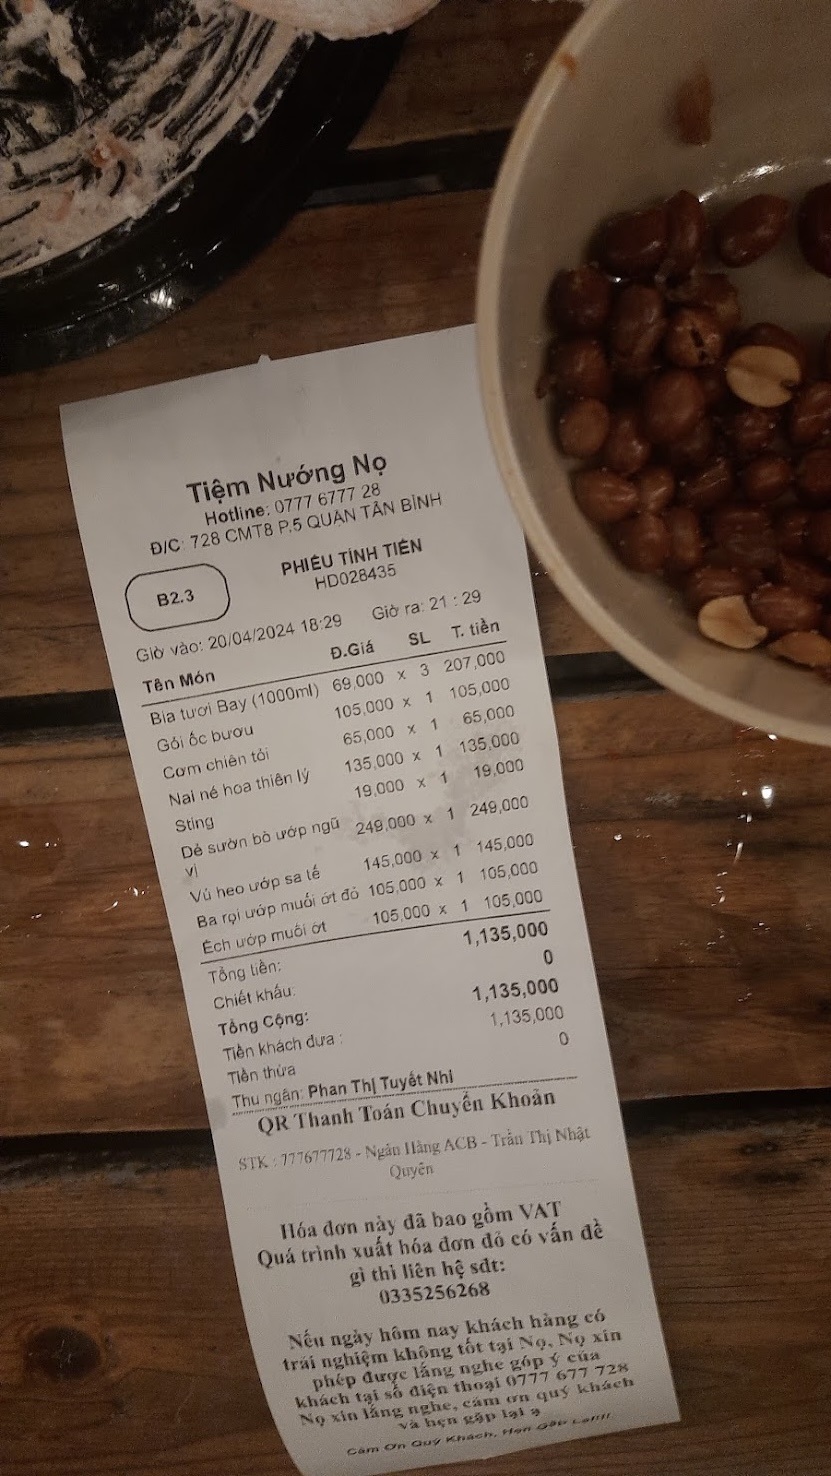 Tiệm Nướng Nọ
Hotline: 0777 6777 28
Đ/C: 728 CMT8 P.5 QUẬN TÂN BÌNH
PHIẾU TÍNH TIỀN
HD028435
B2.3
Giờ vào: 20/04/2024 18:29 Giờ ra: 21 : 29
Tên Món Đ.Giá SL T. tiền
Bia tươi Bay (1000ml) 69,000 x 3 207,000
Gỏi ốc bươu 105,000 x 1 105,000
Cơm chiên tỏi 65,000 x 1 65,000
Nai né hoa thiên lý 135,000 x 1 135,000
Sting 19,000 x 1 19,000
Dẻ sườn bò ướp ngũ 249,000 x 1 249,000
vị
Vú heo ướp sa tế 145,000 x 1 145,000
Ba rọi ướp muối ớt đỏ 105,000 x 1 105,000
Ếch ướp muối ớt 105,000 x 1 105,000
Tổng tiền: 1,135,000
Chiết khấu: 0
Tổng Cộng: 1,135,000
Tiền khách đưa : 1,135,000
Tiền thừa 0
Thu ngân: Phan Thị Tuyết Nhi
QR Thanh Toán Chuyển Khoản
STK : 777677728 - Ngân Hàng ACB - Trần Thị Nhật
Quyên
Hóa đơn này đã bao gồm VAT
Quá trình xuất hóa đơn đỏ có vấn đề
gì thì liên hệ sđt:
0335256268
Nếu ngày hôm nay khách hàng có
trải nghiệm không tốt tại Nọ, Nọ xin
phép được lắng nghe góp ý của
khách tại số điện thoại 0777 677 728
Nọ xin lắng nghe, cám ơn quý khách
và hẹn gặp lại ạ
Cám Ơn Quý Khách, Hẹn Gặp Lại!!!